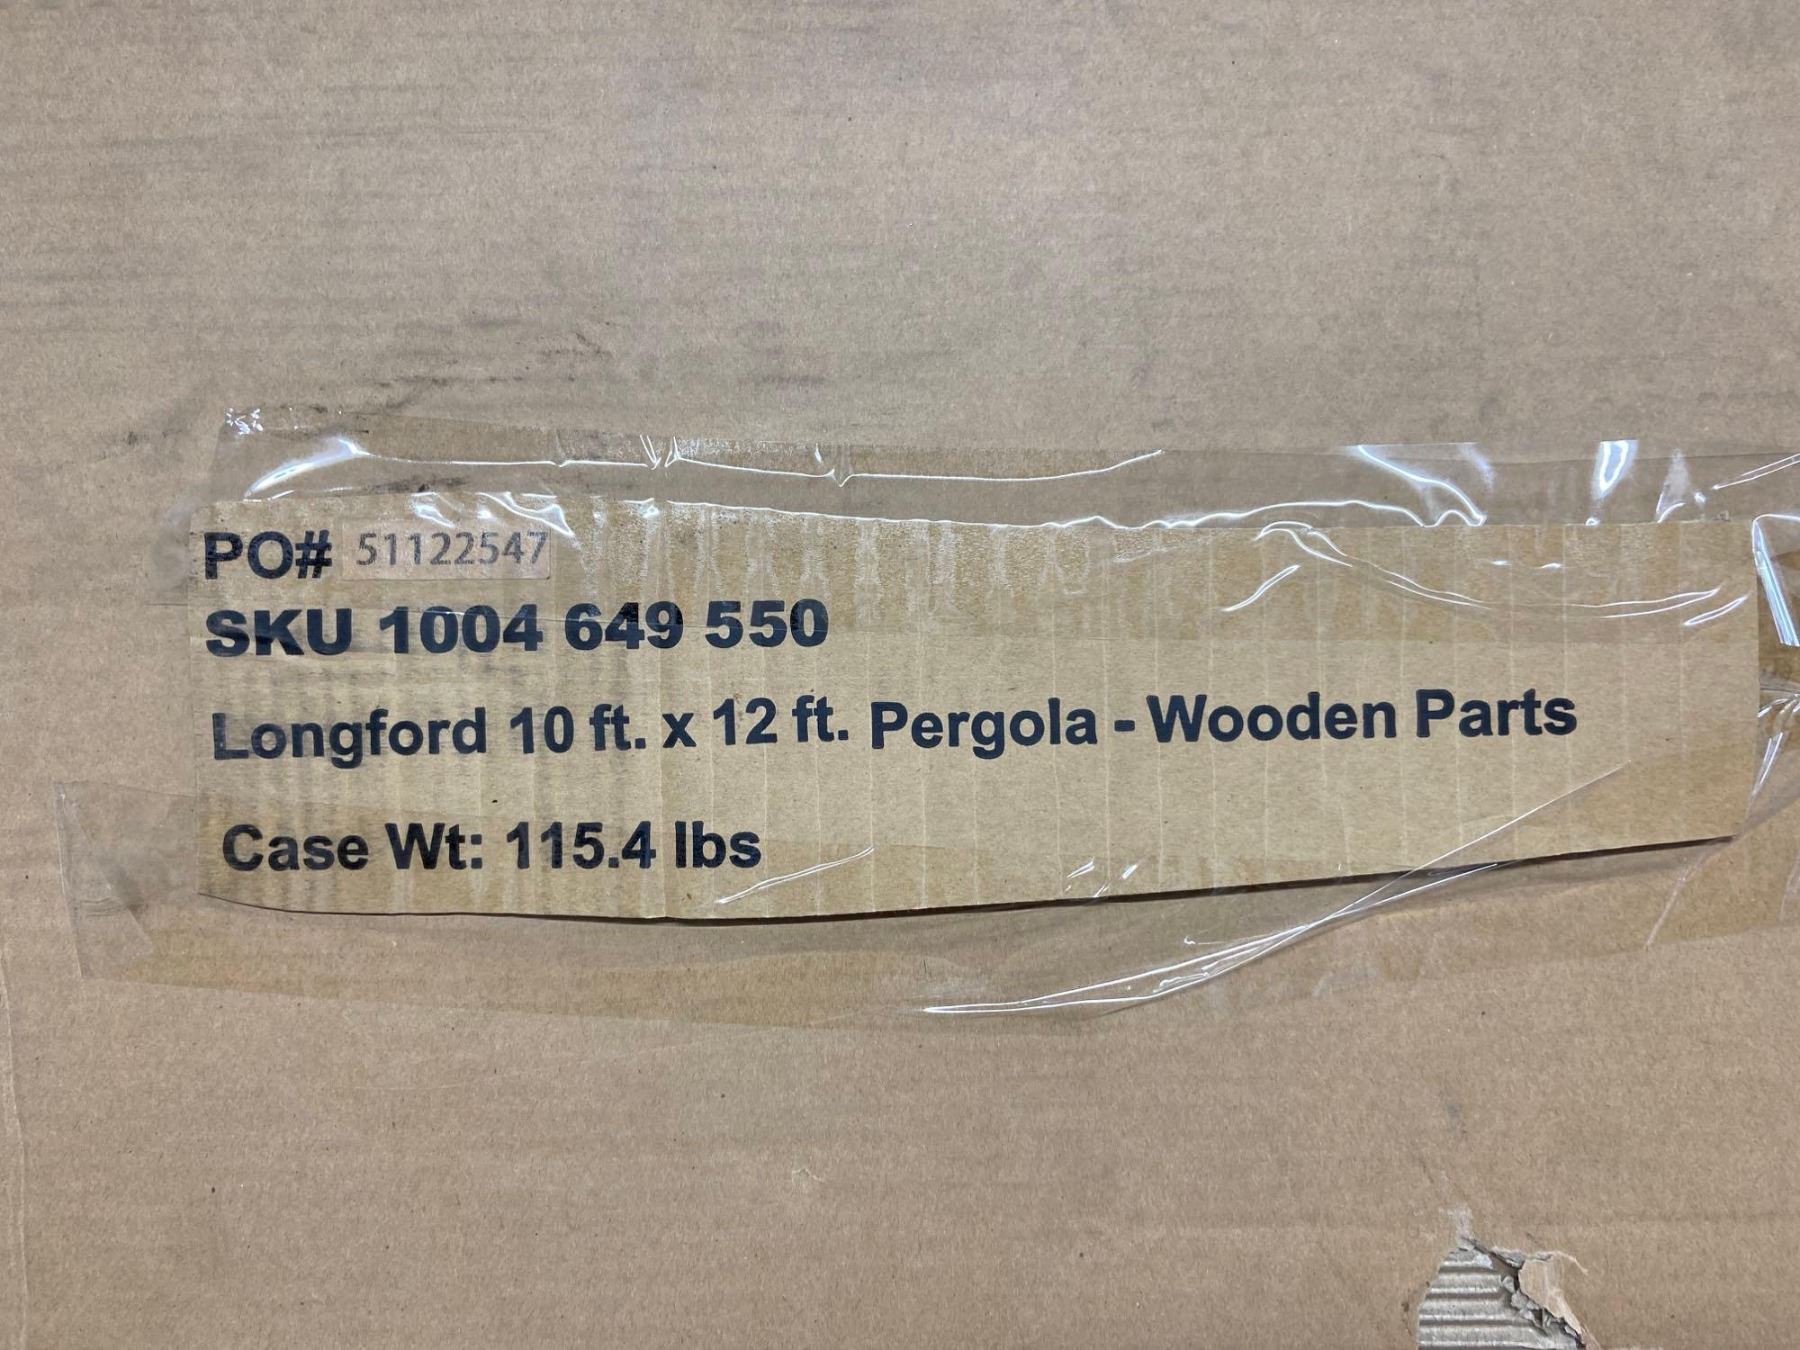 PO# 51122547
SKU 1004 649 550
Longford 10 ft. x 12 ft. Pergola - Wooden Parts
Case Wt: 115.4 lbs